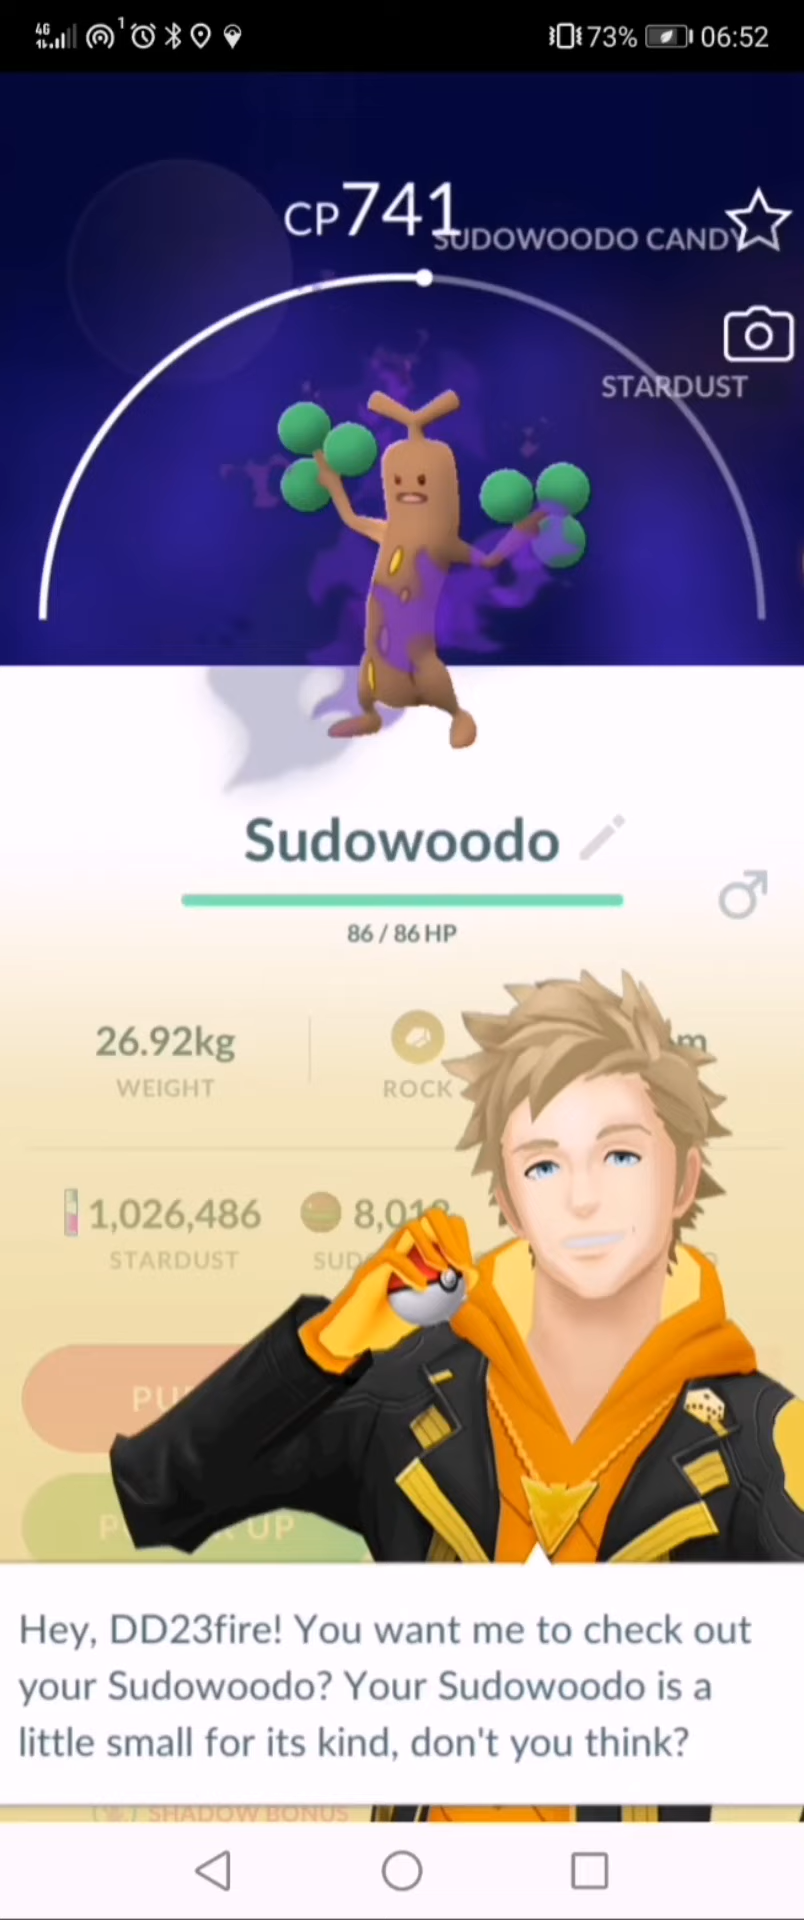 4G 1 73% 06:52
CP741
SUDOWOODO CANDY
STARDUST
Sudowoodo
86 / 86 HP
26.92kg
m
WEIGHT
ROCK
1,026,486
STARDUST
UP
Hey, DD23fire! You want me to check out
your Sudowoodo? Your Sudowoodo is a
little small for its kind, don't you think?
SHADOW BONUS